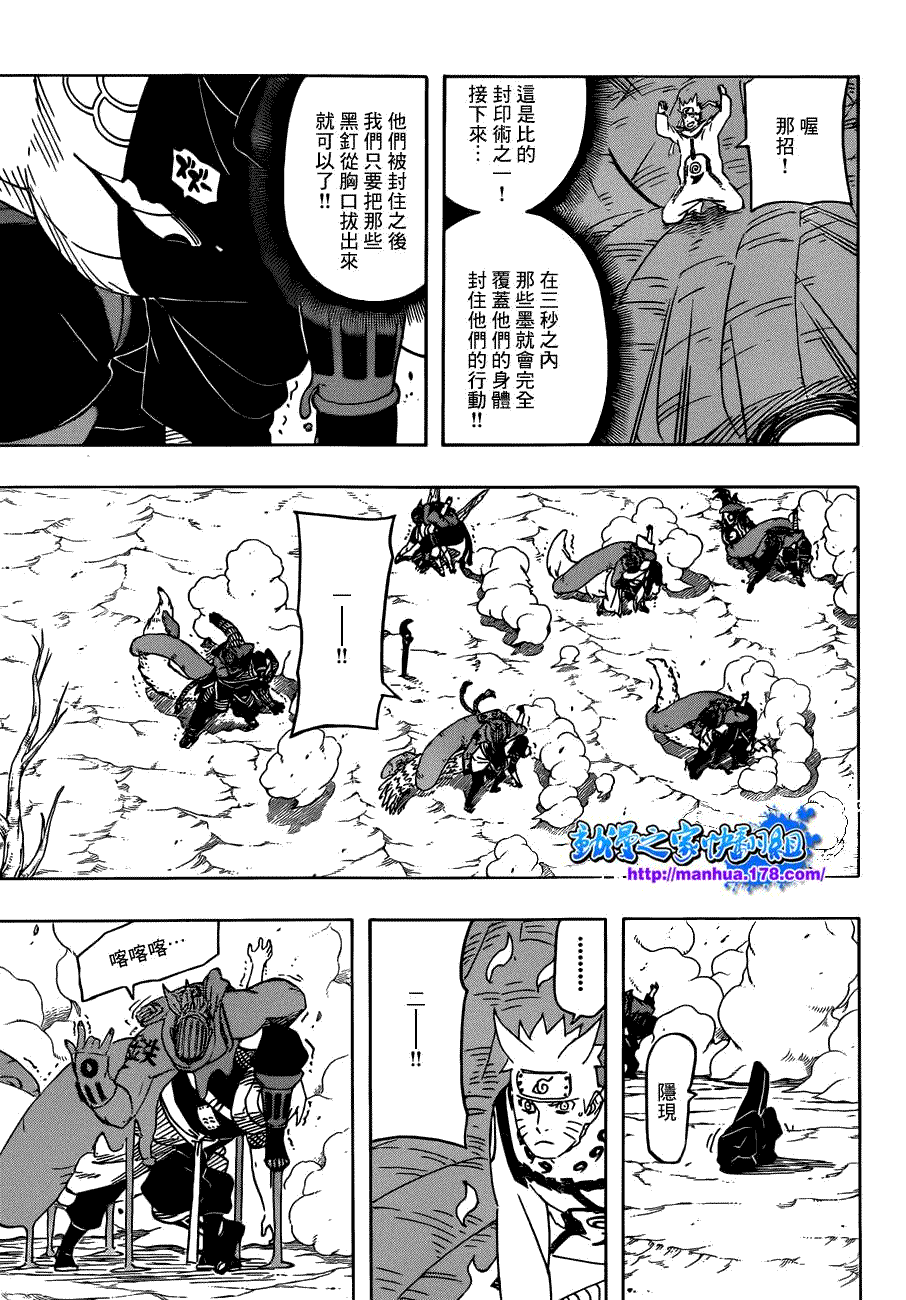 喔
那招！
這是比的
封印術之一！
接下來…
在三秒之內
那些墨就會完全
覆蓋他們的身體
封住他們的行動!!
他們被封住之後
我們只要把那些
黑釘從胸口拔出來
就可以了!!
一——!!
動漫之家快翻組
http://manhua.178.com/
隱現
………
二——!!
喀喀喀…
鉄